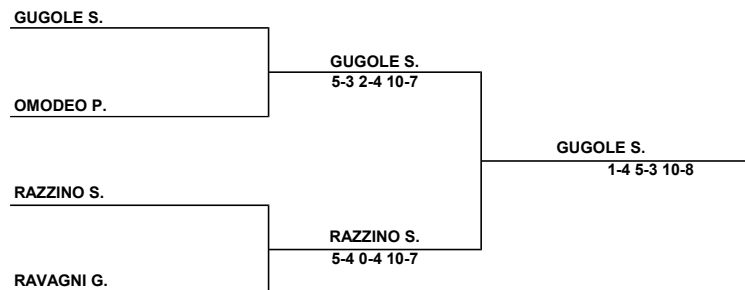 GUGOLE S.
GUGOLE S.
5-3 2-4 10-7
OMODEO P.
GUGOLE S.
1-4 5-3 10-8
RAZZINO S.
RAZZINO S.
5-4 0-4 10-7
RAVAGNI G.